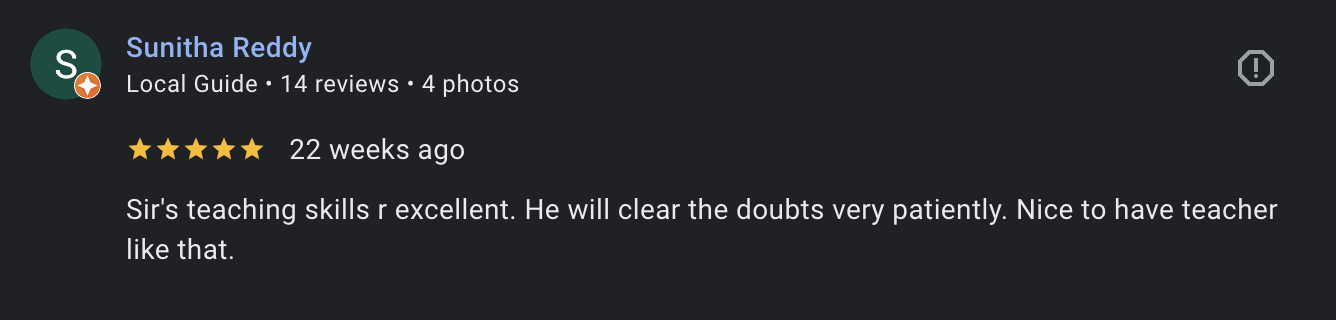 S
Sunitha Reddy
Local Guide • 14 reviews • 4 photos
22 weeks ago
Sir's teaching skills r excellent. He will clear the doubts very patiently. Nice to have teacher
like that.